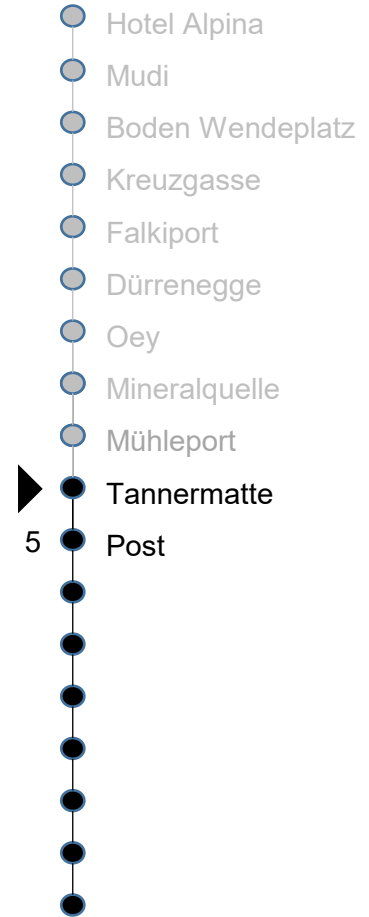 Hotel Alpina
Mudi
Boden Wendeplatz
Kreuzgasse
Falkiport
Dürrenegge
Oey
Mineralquelle
Mühleport
Tannermatte
5 Post